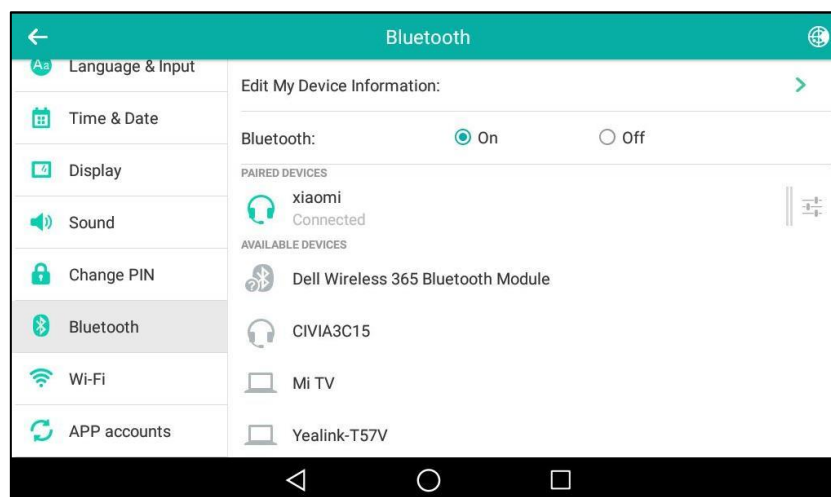 Bluetooth
Aa Language & Input
Time & Date
Display
Sound
Change PIN
Bluetooth
Wi-Fi
APP accounts
Edit My Device Information:
Bluetooth: On Off
PAIRED DEVICES
xiaomi
Connected
AVAILABLE DEVICES
Dell Wireless 365 Bluetooth Module
CIVIA3C15
Mi TV
Yealink-T57V